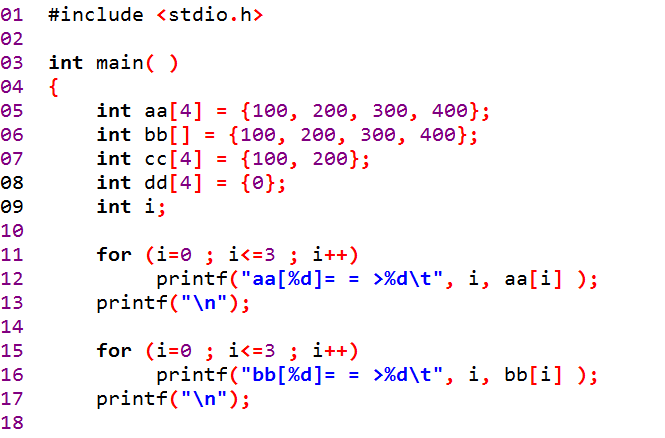 01 #include <stdio.h>
02
03 int main( )
04 {
05     int aa[4] = {100, 200, 300, 400};
06     int bb[] = {100, 200, 300, 400};
07     int cc[4] = {100, 200};
08     int dd[4] = {0};
09     int i;
10
11     for (i=0 ; i<=3 ; i++)
12          printf("aa[%d]= = >%d\t", i, aa[i] );
13     printf("\n");
14
15     for (i=0 ; i<=3 ; i++)
16          printf("bb[%d]= = >%d\t", i, bb[i] );
17     printf("\n");
18